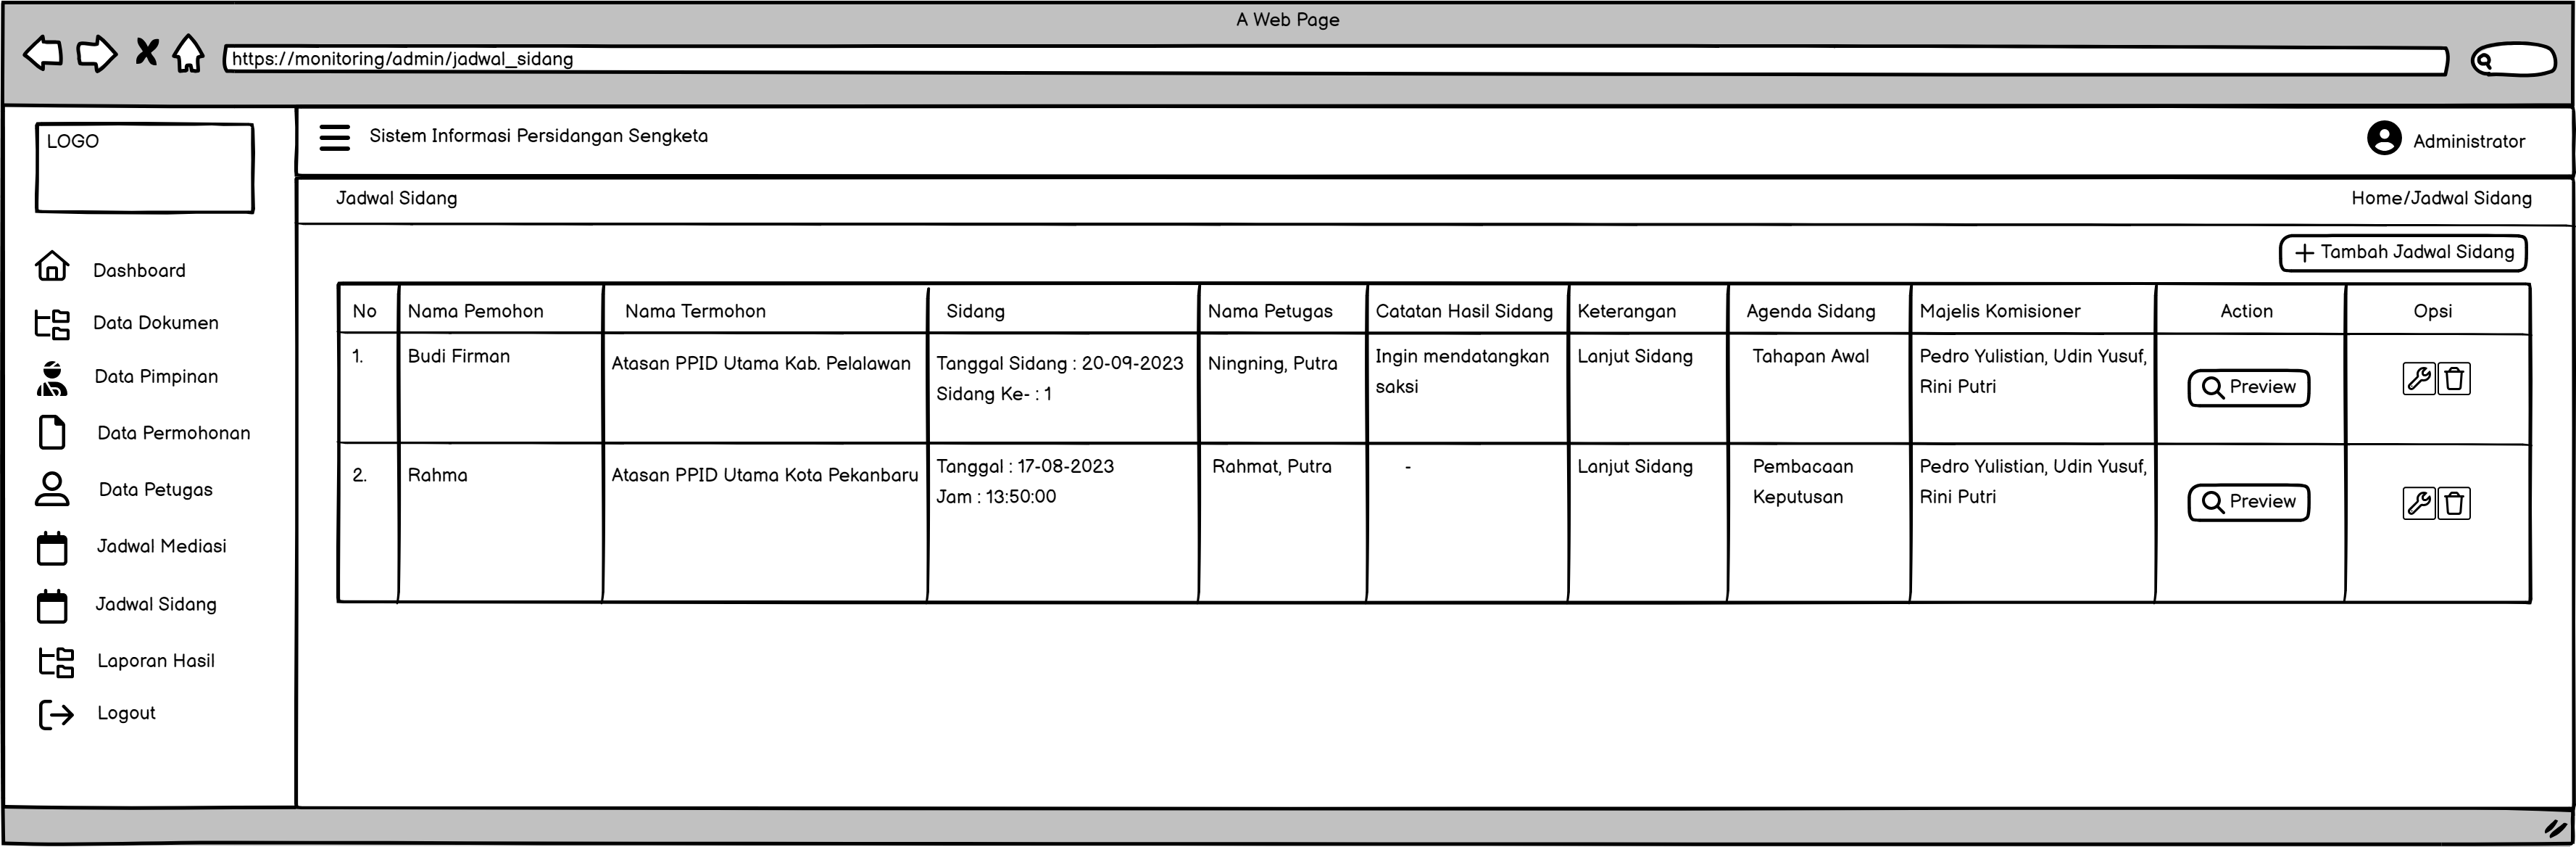 A Web Page
https://monitoring/admin/jadwal_sidang
LOGO
Sistem Informasi Persidangan Sengketa
Administrator
Jadwal Sidang
Home/Jadwal Sidang
Dashboard
Data Dokumen
Data Pimpinan
Data Permohonan
Data Petugas
Jadwal Mediasi
Jadwal Sidang
Laporan Hasil
Logout
+ Tambah Jadwal Sidang
No Nama Pemohon Nama Termohon Sidang Nama Petugas Catatan Hasil Sidang Keterangan Agenda Sidang Majelis Komisioner Action Opsi
1.
Budi Firman
Atasan PPID Utama Kab. Pelalawan
Tanggal Sidang : 20-09-2023
Sidang Ke- : 1
Ningning, Putra
Ingin mendatangkan
saksi
Lanjut Sidang
Tahapan Awal
Pedro Yulistian, Udin Yusuf,
Rini Putri
Preview
2.
Rahma
Atasan PPID Utama Kota Pekanbaru
Tanggal : 17-08-2023
Jam : 13:50:00
Rahmat, Putra
-
Lanjut Sidang
Pembacaan
Keputusan
Pedro Yulistian, Udin Yusuf,
Rini Putri
Preview